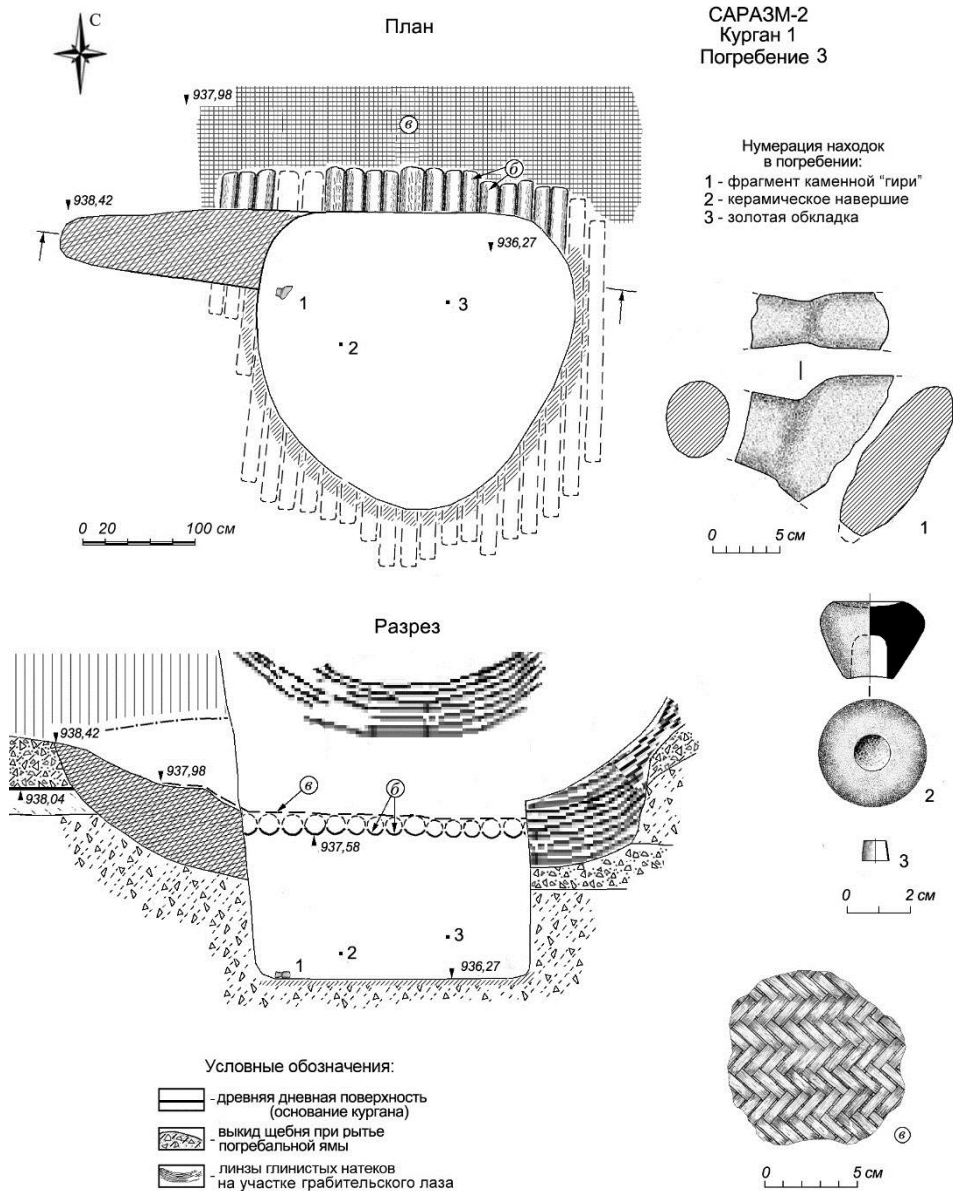 С
План
САРАЗМ-2
Курган 1
Погребение 3
937,98
в
б
938,42
936,27
1
3
2
0 20 100 см
Нумерация находок
в погребении:
1 - фрагмент каменной "гири"
2 - керамическое навершие
3 - золотая обкладка
1
0 5 см
2
3
0 2 см
Разрез
938,42
937,98
938,04
в
б
937,58
1
2
3
936,27
Условные обозначения:
- древняя дневная поверхность
(основание кургана)
- выкид щебня при рытье
погребальной ямы
- линзы глинистых натеков
на участке грабительского лаза
в
0 5 см